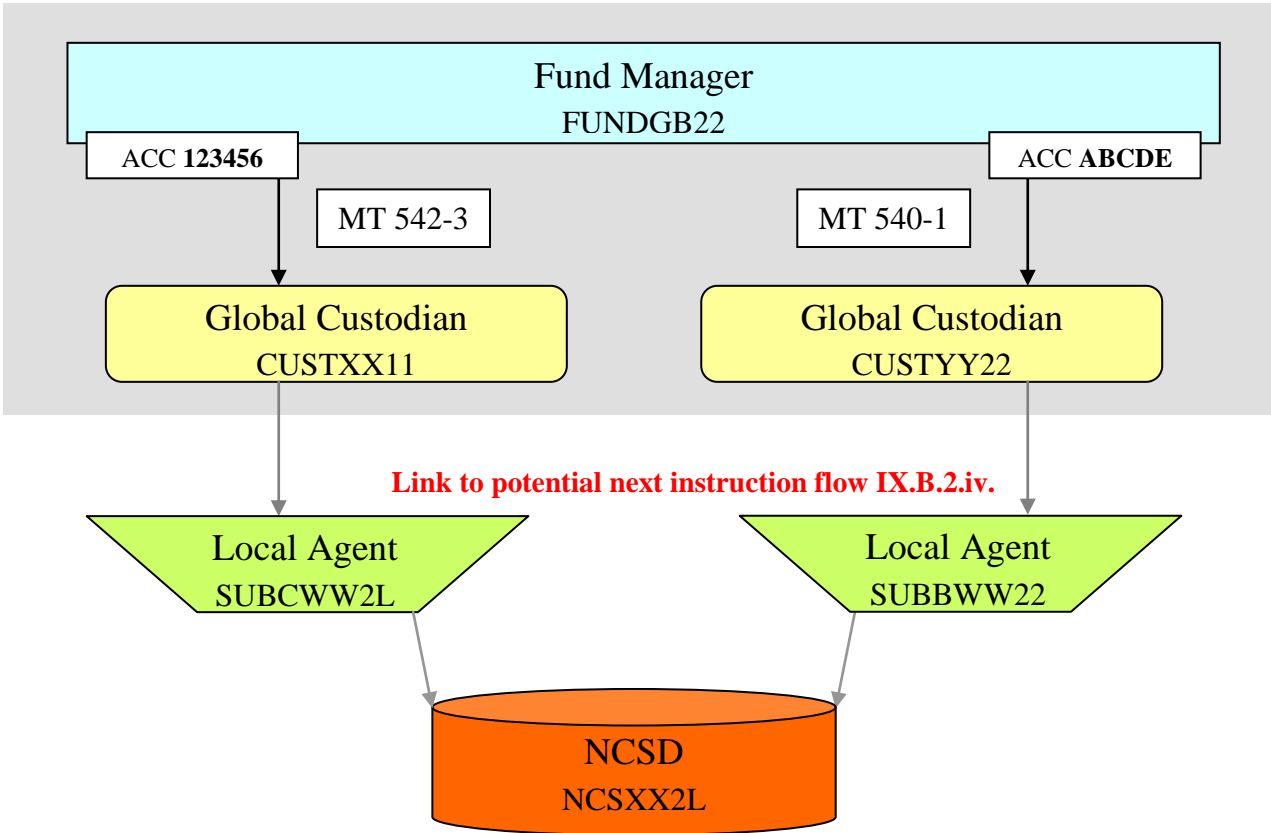 Fund Manager
FUNDGB22
ACC 123456
ACC ABCDE
MT 542-3
MT 540-1
Global Custodian
CUSTXX11
Global Custodian
CUSTYY22
Link to potential next instruction flow IX.B.2.iv.
Local Agent
SUBCWW2L
Local Agent
SUBBWW22
NCSD
NCSXX2L